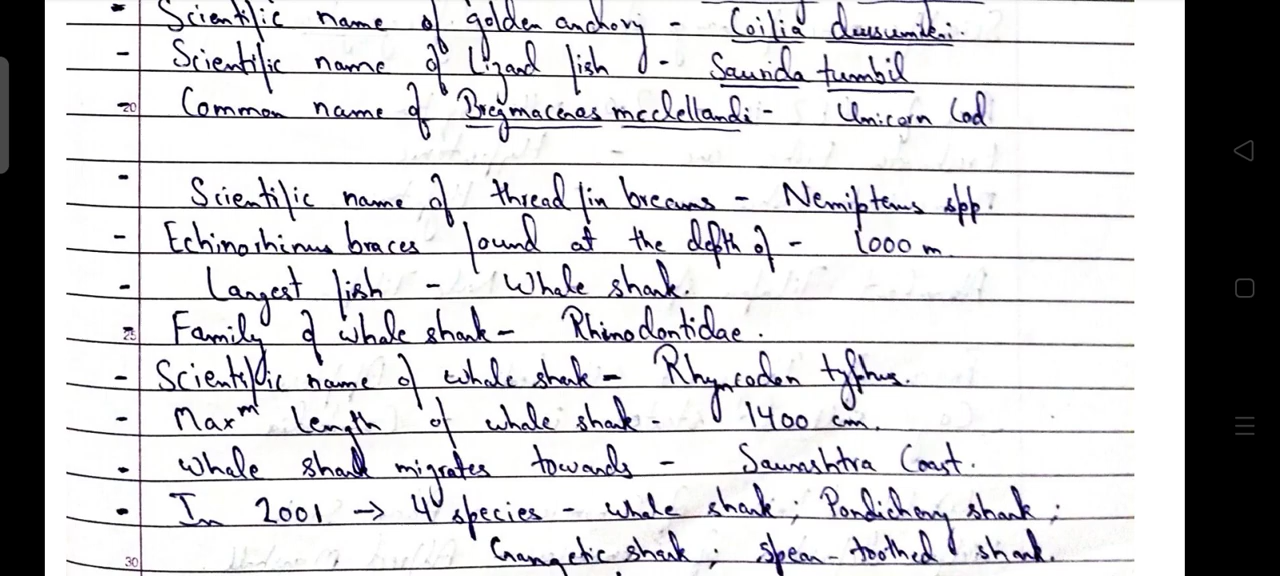 - Scientific name of golden anchovy - Coilia dussumieri.
- Scientific name of Lizard fish - Saurida tumbil
20 Common name of Bregmaceros mcclellandi - Unicorn Cod
- Scientific name of thread fin breams - Nemipterus spp.
- Echinorhinus braces found at the depth of - 1000 m.
- Largest fish - Whale shark.
25 Family of whale shark - Rhinodontidae.
- Scientific name of whale shark - Rhyncodon typhus.
- Maxm length of whale shark - 1400 cm.
- Whale shark migrates towards - Saurashtra Coast.
- In 2001 → 4 species - whale shark ; Pondicherry shark ;
30 Gangetic shark ; spear-toothed shark.